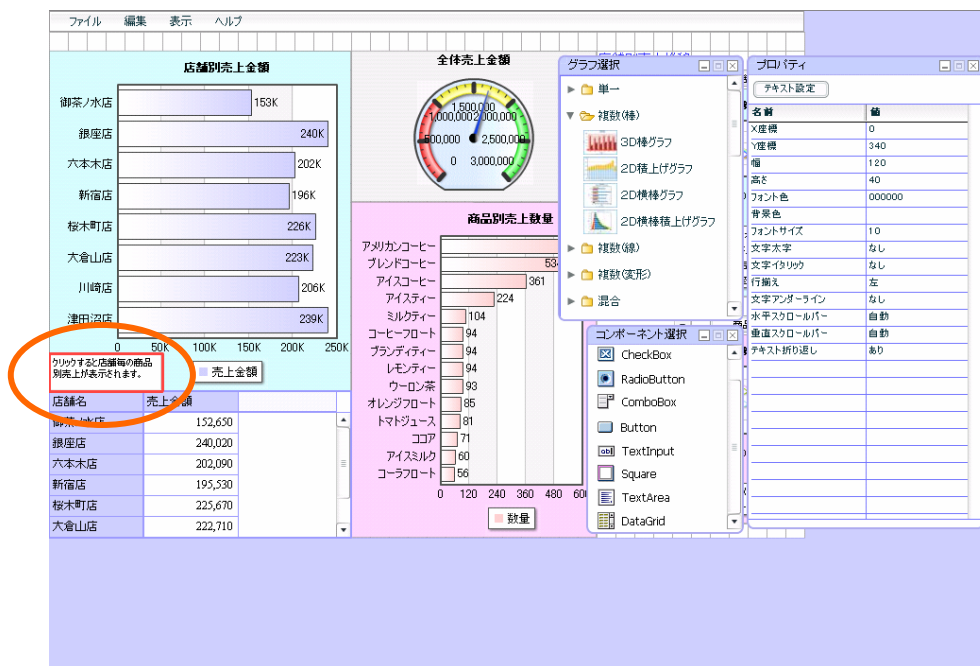 ファイル 編集 表示 ヘルプ
店舗別売上金額
御茶ノ水店 153K
銀座店 240K
六本木店 202K
新宿店 196K
桜木町店 226K
大倉山店 223K
川崎店 206K
津田沼店 239K
0 50K 100K 150K 200K 250K
売上金額
クリックすると店舗毎の商品
別売上が表示されます。
店舗名 売上金額
御茶ノ水店 152,650
銀座店 240,020
六本木店 202,090
新宿店 195,530
桜木町店 225,670
大倉山店 222,710
全体売上金額
1,500,000
1,000,000 2,000,000
500,000 2,500,000
0 3,000,000
商品別売上数量
アメリカンコーヒー
ブレンドコーヒー 534
アイスコーヒー 361
アイスティー 224
ミルクティー 104
コーヒーフロート 94
ブランディティー 94
レモンティー 94
ウーロン茶 93
オレンジフロート 85
トマトジュース 81
ココア 71
アイスミルク 60
コーラフロート 56
0 120 240 360 480 60
数量
グラフ選択
単一
複数(棒)
3D棒グラフ
2D積上げグラフ
2D横棒グラフ
2D横棒積上げグラフ
複数(線)
複数(変形)
混合
コンポーネント選択
CheckBox
RadioButton
ComboBox
Button
TextInput
Square
TextArea
DataGrid
プロパティ
テキスト設定
名前 値
X座標 0
Y座標 340
幅 120
高さ 40
フォント色 000000
背景色
フォントサイズ 10
文字太字 なし
文字イタリック なし
行揃え 左
文字アンダーライン なし
水平スクロールバー 自動
垂直スクロールバー 自動
テキスト折り返し あり